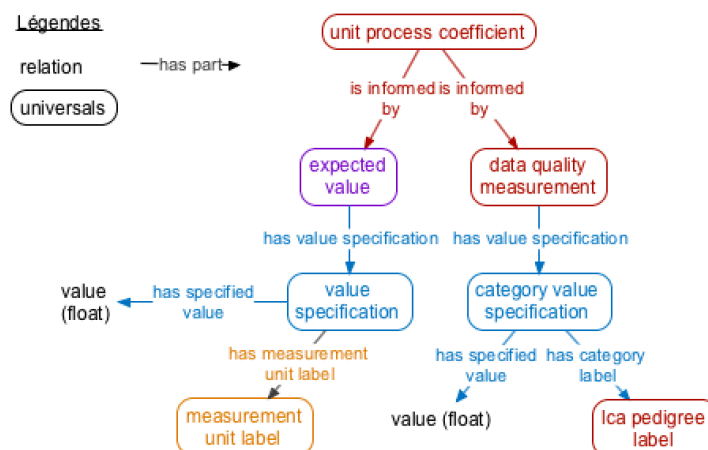 Légendes
relation
has part
universals
unit process coefficient
is informed
by
is informed
by
expected
value
data quality
measurement
has value specification
has value specification
value
(float)
has specified
value
value
specification
category value
specification
has measurement
unit label
has specified
value
has category
label
measurement
unit label
value (float)
lca pedigree
label